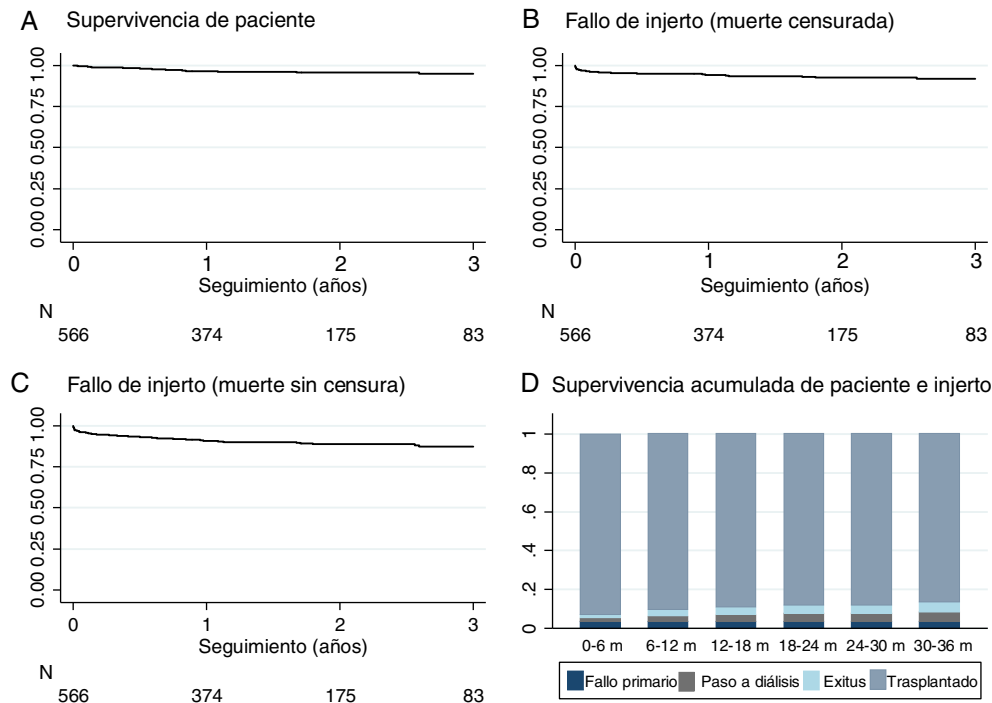 A Supervivencia de paciente
1.00
0.75
0.50
0.25
0.00
0 1 2 3
Seguimiento (años)
N
566 374 175 83
B Fallo de injerto (muerte censurada)
1.00
0.75
0.50
0.25
0.00
0 1 2 3
Seguimiento (años)
N
566 374 175 83
C Fallo de injerto (muerte sin censura)
1.00
0.75
0.50
0.25
0.00
0 1 2 3
Seguimiento (años)
N
566 374 175 83
D Supervivencia acumulada de paciente e injerto
1
.8
.6
.4
.2
0
0-6 m 6-12 m 12-18 m 18-24 m 24-30 m 30-36 m
Fallo primario Paso a diálisis Exitus Trasplantado